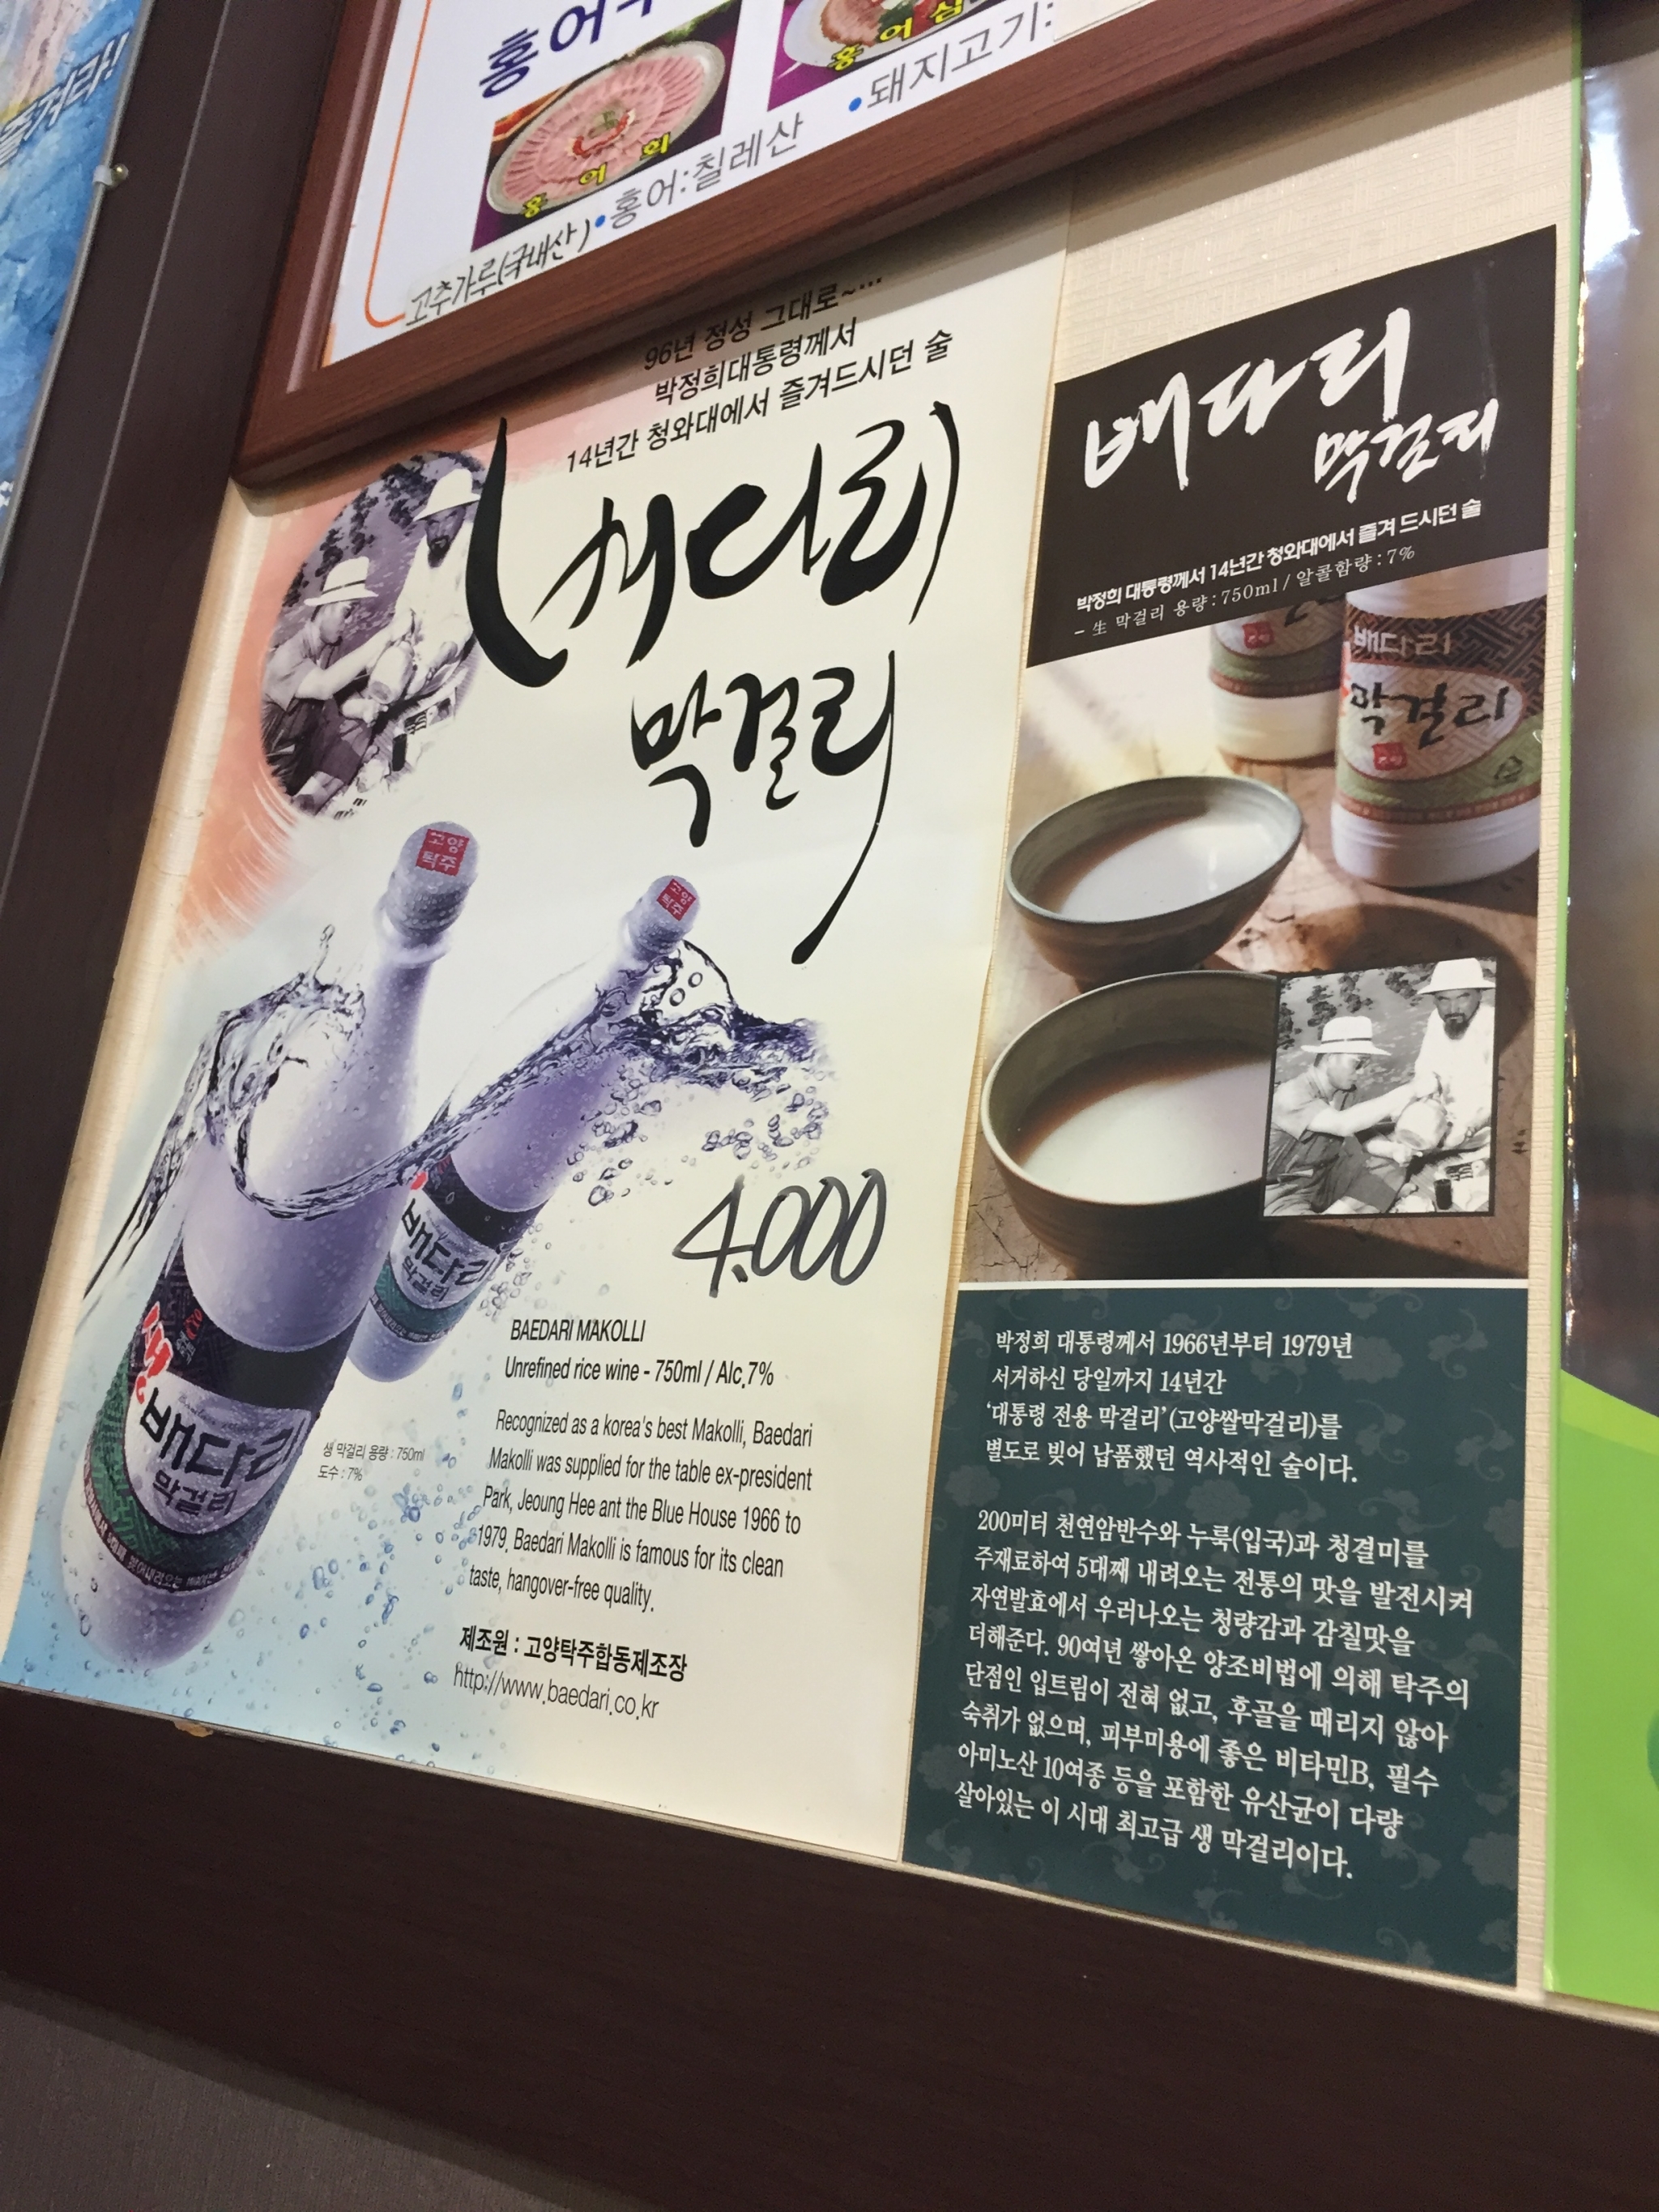 즐겨라!
홍어
홍어회
홍어
돼지고기:
홍어:칠레산
고추가루(국내산)
96년 정성 그대로~...
박정희대통령께서
14년간 청와대에서 즐겨드시던 술
배다리
막걸리
고양
탁주
고양
탁주
배다리
막걸리
생
배다리
막걸리
생 막걸리 용량 : 750ml
도수 : 7%
4.000
BAEDARI MAKOLLI
Unrefined rice wine - 750ml / Alc.7%
Recognized as a korea's best Makolli, Baedari
Makolli was supplied for the table ex-president
Park, Jeoung Hee ant the Blue House 1966 to
1979. Baedari Makolli is famous for its clean
taste, hangover-free quality.
제조원 : 고양탁주합동제조장
http://www.baedari.co.kr
배다리
막걸리
박정희 대통령께서 14년간 청와대에서 즐겨 드시던 술
- 生 막걸리 용량 : 750ml / 알콜함량 : 7%
배다리
막걸리
박정희 대통령께서 1966년부터 1979년
서거하신 당일까지 14년간
‘대통령 전용 막걸리’(고양쌀막걸리)를
별도로 빚어 납품했던 역사적인 술이다.
200미터 천연암반수와 누룩(입국)과 청결미를
주재료하여 5대째 내려오는 전통의 맛을 발전시켜
자연발효에서 우러나오는 청량감과 감칠맛을
더해준다. 90여년 쌓아온 양조비법에 의해 탁주의
단점인 입트림이 전혀 없고, 후골을 때리지 않아
숙취가 없으며, 피부미용에 좋은 비타민B, 필수
아미노산 10여종 등을 포함한 유산균이 다량
살아있는 이 시대 최고급 생 막걸리이다.